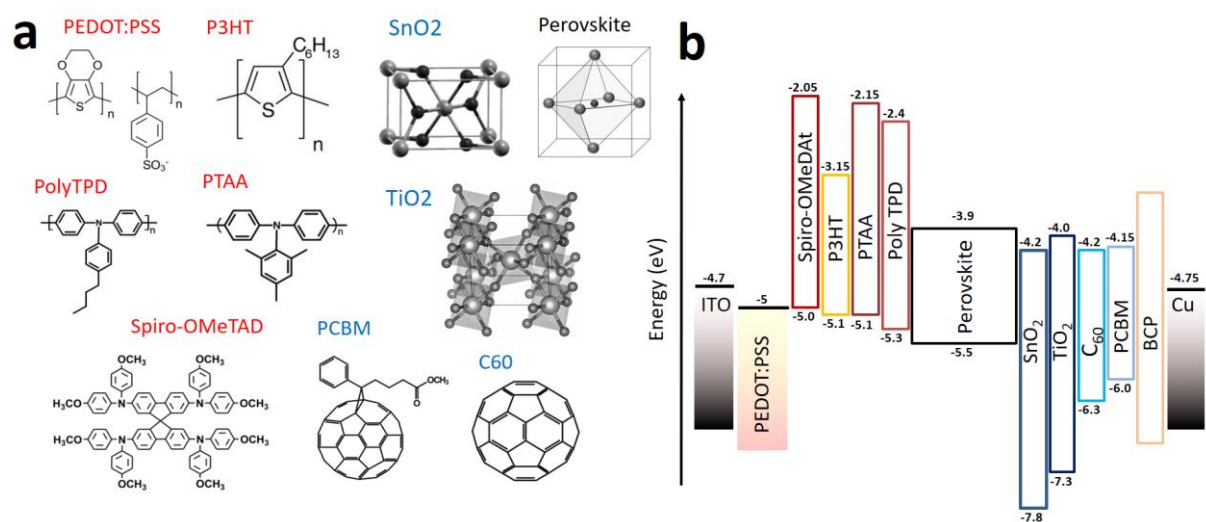 a
PEDOT:PSS
P3HT
SnO2
Perovskite
C6H13
O
O
S
n
n
SO3-
S
n
PolyTPD
PTAA
TiO2
N
n
N
n
Spiro-OMeTAD
PCBM
C60
OCH3
OCH3
H3CO
N
N
OCH3
H3CO
N
N
OCH3
OCH3
OCH3
OCH3
O
O
b
Energy (eV)
-4.7
ITO
-5
PEDOT:PSS
-2.05
Spiro-OMeDAt
-5.0
-3.15
P3HT
-5.1
-2.15
PTAA
-5.1
-2.4
Poly TPD
-5.3
-3.9
Perovskite
-5.5
-4.2
SnO2
-7.8
-4.0
TiO2
-7.3
-4.2
C60
-6.3
-4.15
PCBM
-6.0
BCP
-4.75
Cu